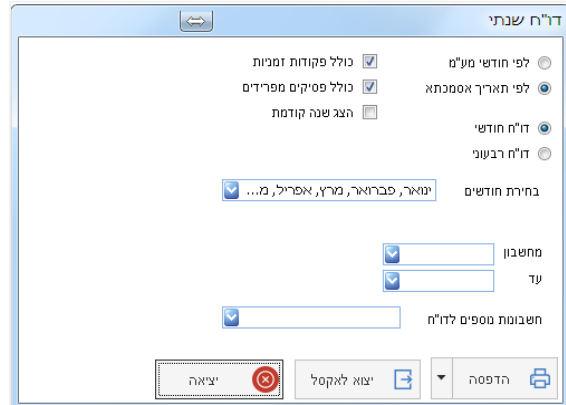 דו"ח שנתי
לפי חודשי מע"מ
כולל פקודות זמניות
לפי תאריך אסמכתא
כולל פסיקים מפרידים
הצג שנה קודמת
דו"ח חודשי
דו"ח רבעוני
בחירת חודשים
ינואר, פברואר, מרץ, אפריל, מ...
מחשבון
עד
חשבונות נוספים לדו"ח
הדפסה
יצוא לאקסל
יציאה